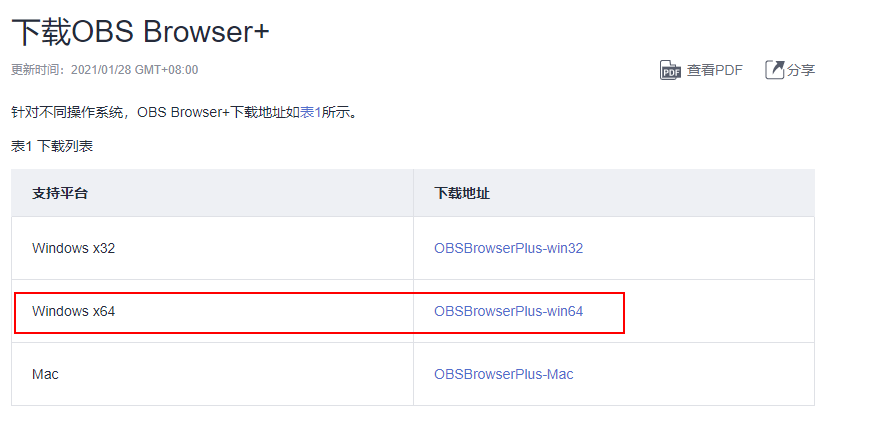 下载OBS Browser+
更新时间：2021/01/28 GMT+08:00
PDF 查看PDF 分享
针对不同操作系统，OBS Browser+下载地址如表1所示。
表1 下载列表
支持平台 下载地址
Windows x32 OBSBrowserPlus-win32
Windows x64 OBSBrowserPlus-win64
Mac OBSBrowserPlus-Mac